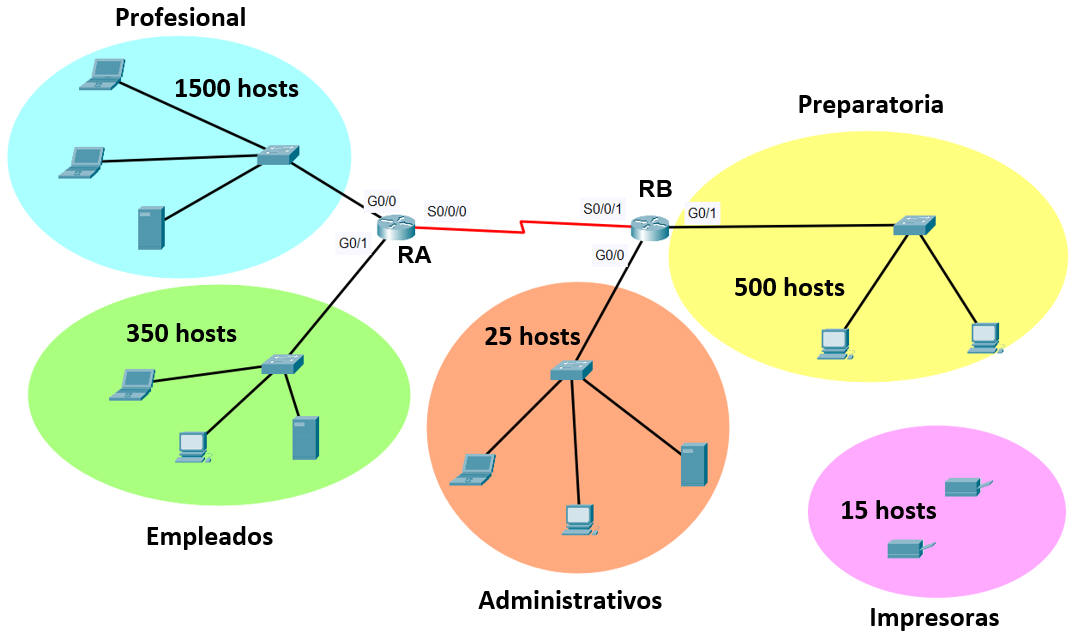 Profesional
1500 hosts
Preparatoria
RB
G0/0
S0/0/0
S0/0/1
G0/1
G0/1
RA
G0/0
500 hosts
350 hosts
25 hosts
15 hosts
Empleados
Administrativos
Impresoras